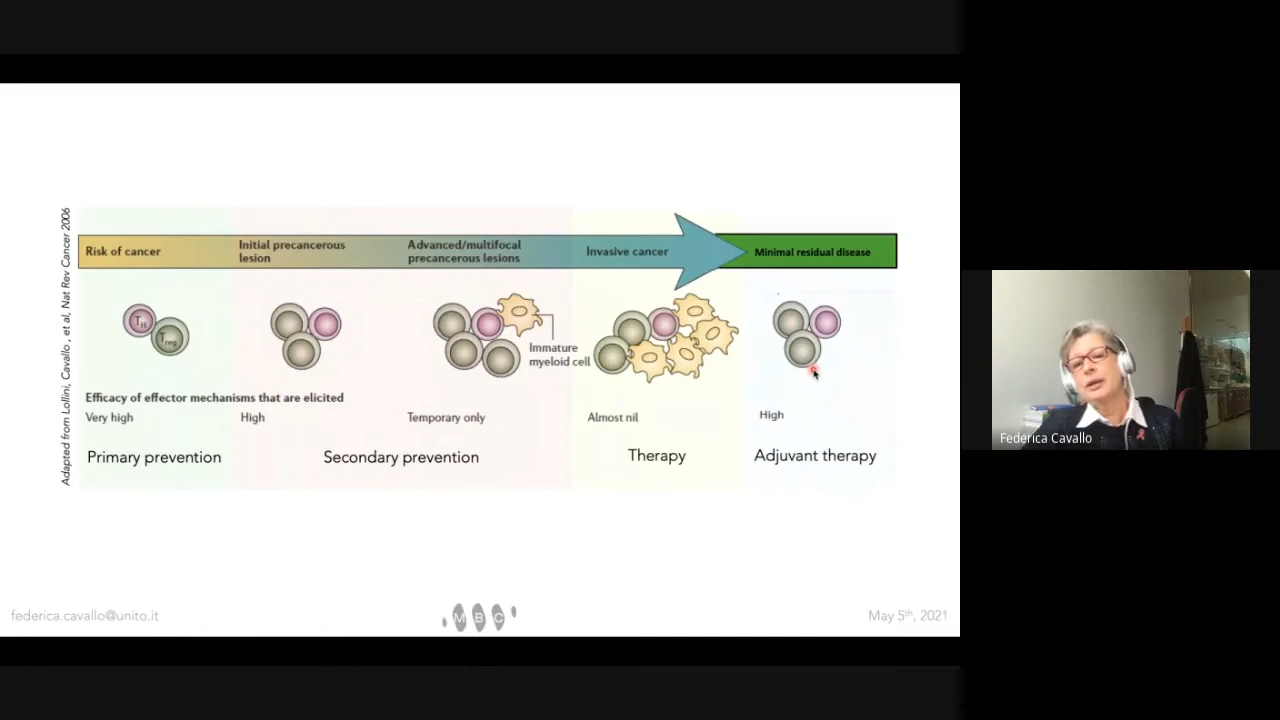 Adapted from Lollini, Cavallo , et al, Nat Rev Cancer 2006
Risk of cancer
Initial precancerous
lesion
Advanced/multifocal
precancerous lesions
Invasive cancer
Minimal residual disease
TH
Treg
Immature
myeloid cell
Efficacy of effector mechanisms that are elicited
Very high
High
Temporary only
Almost nil
High
Primary prevention
Secondary prevention
Therapy
Adjuvant therapy
federica.cavallo@unito.it
MBC
May 5th, 2021
Federica Cavallo